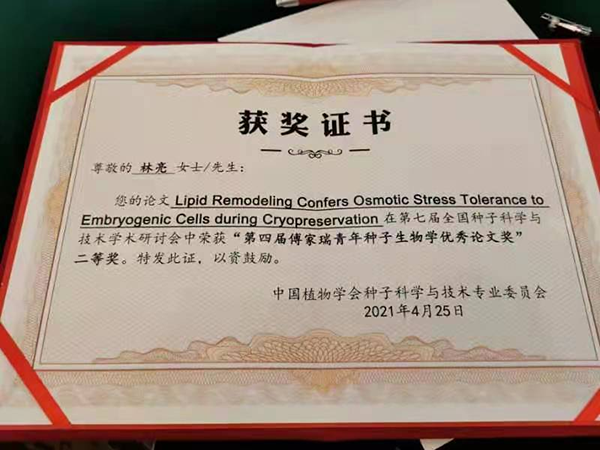 获奖证书
尊敬的 林亮 女士/先生：
您的论文 Lipid Remodeling Confers Osmotic Stress Tolerance to
Embryogenic Cells during Cryopreservation 在第七届全国种子科学与
技术学术研讨会中荣获“第四届傅家瑞青年种子生物学优秀论文奖”
二等奖。特发此证，以资鼓励。
中国植物学会种子科学与技术专业委员会
2021年4月25日